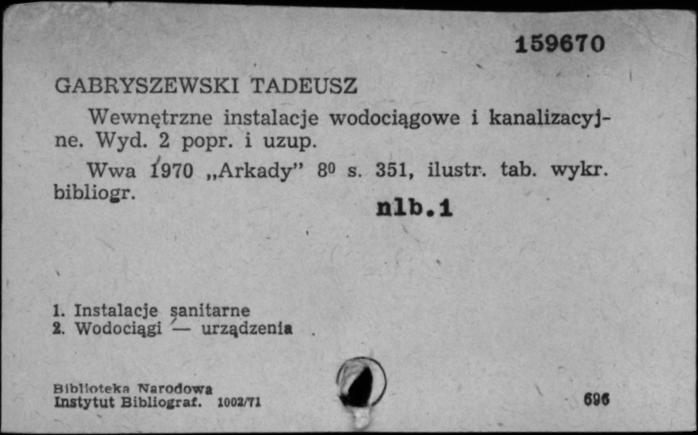 159670
GABRYSZEWSKI TADEUSZ
Wewnętrzne instalacje wodociągowe i kanalizacyj-
ne. Wyd. 2 popr. i uzup.
Wwa 1970 „Arkady” 8⁰ s. 351, ilustr. tab. wykr.
bibliogr.
nlb.1
1. Instalacje sanitarne
2. Wodociągi — urządzenia
Biblioteka Narodowa
Instytut Bibliograf. 1002/71
696